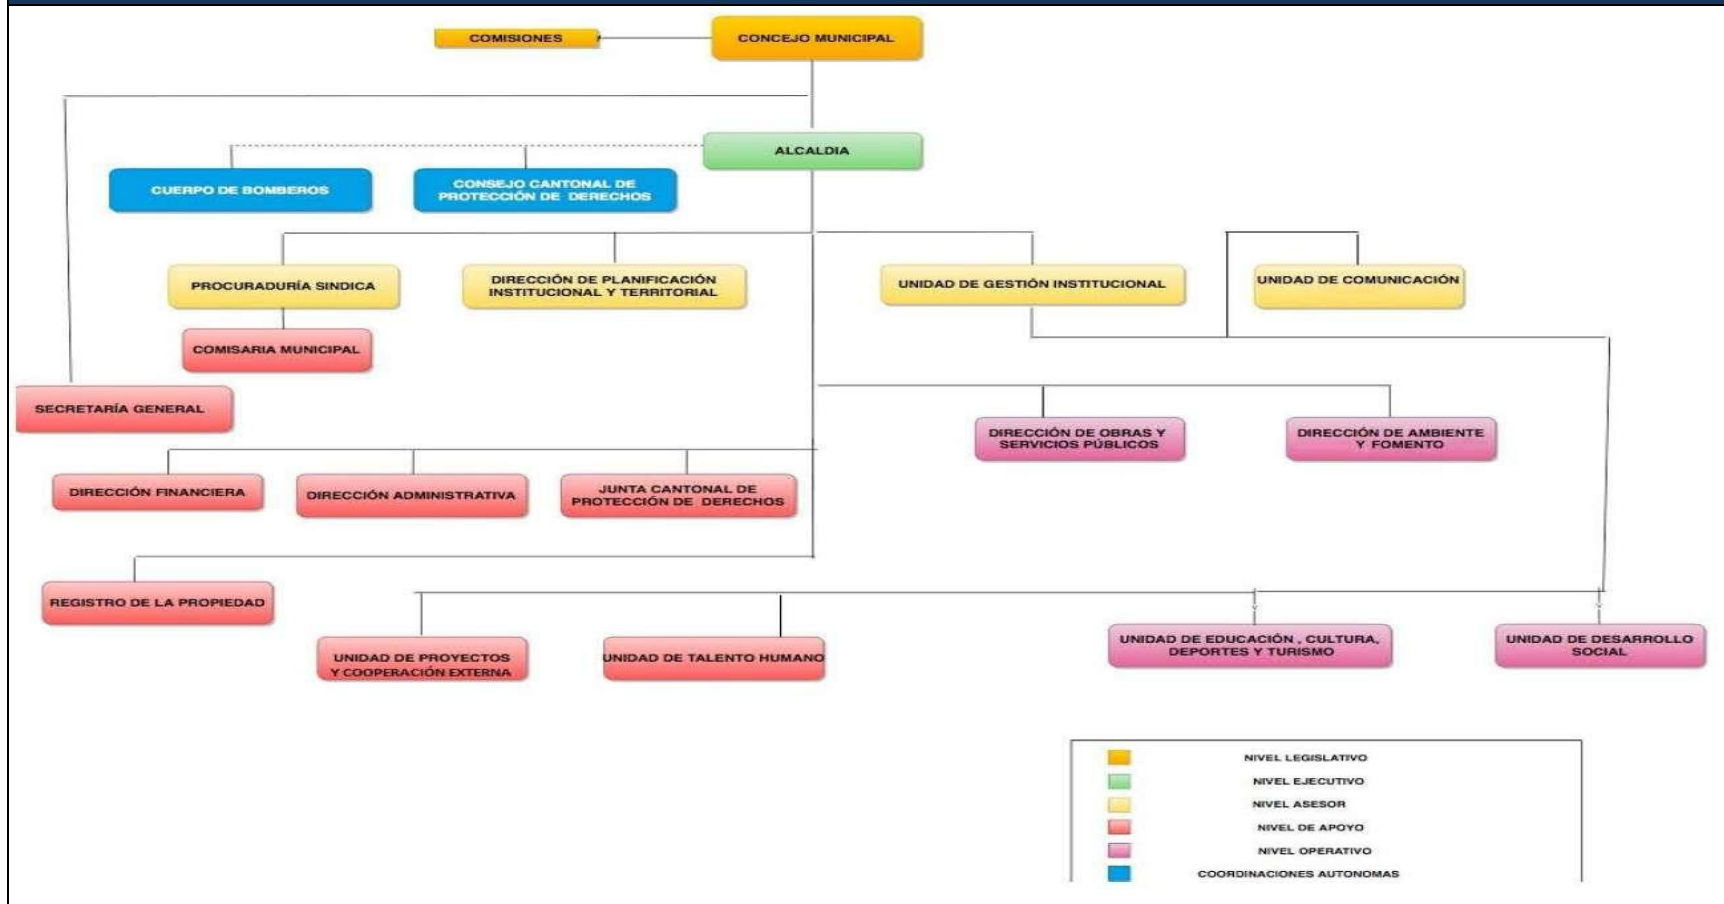 COMISIONES
CONCEJO MUNICIPAL
ALCALDIA
CUERPO DE BOMBEROS
CONSEJO CANTONAL DE
PROTECCIÓN DE DERECHOS
PROCURADURÍA SINDICA
DIRECCIÓN DE PLANIFICACIÓN
INSTITUCIONAL Y TERRITORIAL
UNIDAD DE GESTIÓN INSTITUCIONAL
UNIDAD DE COMUNICACIÓN
COMISARIA MUNICIPAL
SECRETARÍA GENERAL
DIRECCIÓN DE OBRAS Y
SERVICIOS PÚBLICOS
DIRECCIÓN DE AMBIENTE
Y FOMENTO
DIRECCIÓN FINANCIERA
DIRECCIÓN ADMINISTRATIVA
JUNTA CANTONAL DE
PROTECCIÓN DE DERECHOS
REGISTRO DE LA PROPIEDAD
UNIDAD DE PROYECTOS
Y COOPERACIÓN EXTERNA
UNIDAD DE TALENTO HUMANO
UNIDAD DE EDUCACIÓN , CULTURA,
DEPORTES Y TURISMO
UNIDAD DE DESARROLLO
SOCIAL
NIVEL LEGISLATIVO
NIVEL EJECUTIVO
NIVEL ASESOR
NIVEL DE APOYO
NIVEL OPERATIVO
COORDINACIONES AUTONOMAS